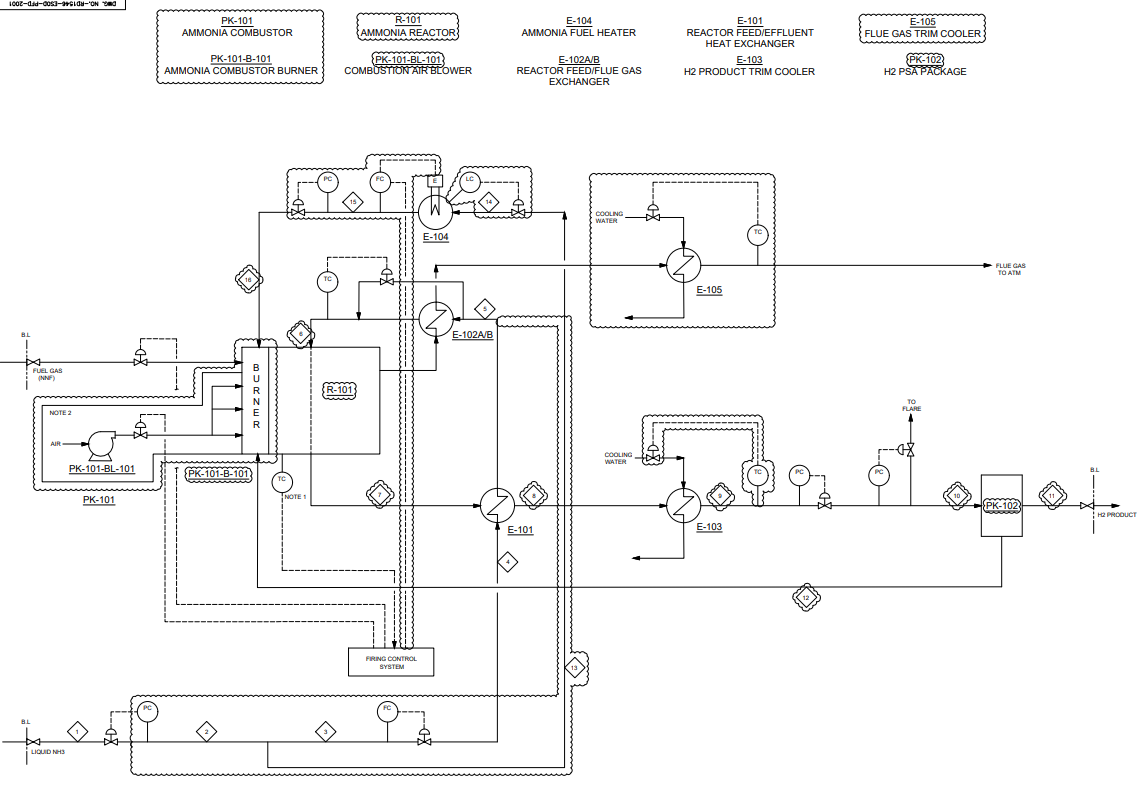 DWG. NO. -RD1546-ESOD-PFD-2001
PK-101
AMMONIA COMBUSTOR
PK-101-B-101
AMMONIA COMBUSTOR BURNER
R-101
AMMONIA REACTOR
PK-101-BL-101
COMBUSTION AIR BLOWER
E-104
AMMONIA FUEL HEATER
E-102A/B
REACTOR FEED/FLUE GAS
EXCHANGER
E-101
REACTOR FEED/EFFLUENT
HEAT EXCHANGER
E-103
H2 PRODUCT TRIM COOLER
E-105
FLUE GAS TRIM COOLER
PK-102
H2 PSA PACKAGE
PC
FC
E
LC
15
14
E-104
COOLING
WATER
TC
E-105
FLUE GAS
TO ATM
16
TC
5
E-102A/B
6
B.L
FUEL GAS
(NNF)
B
U
R
N
E
R
R-101
NOTE 2
AIR
PK-101-BL-101
PK-101-B-101
PK-101
TC
NOTE 1
7
E-101
8
4
COOLING
WATER
TC
E-103
9
PC
PC
TO
FLARE
10
PK-102
11
B.L
H2 PRODUCT
12
FIRING CONTROL
SYSTEM
13
B.L
LIQUID NH3
1
PC
2
3
FC